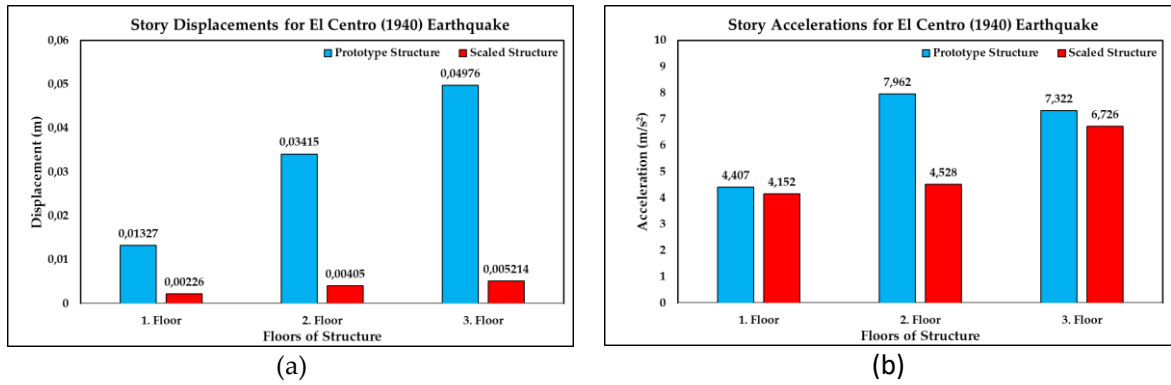 Story Displacements for El Centro (1940) Earthquake
Prototype Structure
Scaled Structure
Displacement (m)
0,06
0,05
0,04
0,03
0,02
0,01
0
0,01327
0,00226
0,03415
0,00405
0,04976
0,005214
1. Floor
2. Floor
3. Floor
Floors of Structure
(a)
Story Accelerations for El Centro (1940) Earthquake
Prototype Structure
Scaled Structure
Acceleration (m/s²)
10
9
8
7
6
5
4
3
2
1
0
4,407
4,152
7,962
4,528
7,322
6,726
1. Floor
2. Floor
3. Floor
Floors of Structure
(b)